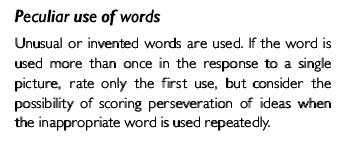 Peculiar use of words
Unusual or invented words are used. If the word is
used more than once in the response to a single
picture, rate only the first use, but consider the
possibility of scoring perseveration of ideas when
the inappropriate word is used repeatedly.